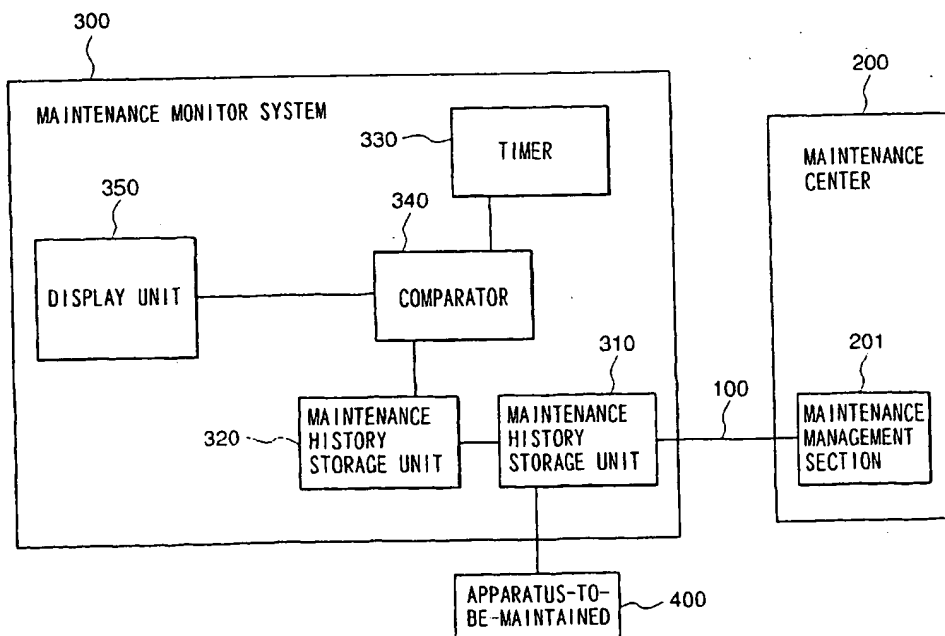 300
200
MAINTENANCE MONITOR SYSTEM
330
TIMER
MAINTENANCE
CENTER
350
340
DISPLAY UNIT
COMPARATOR
310
201
100
320
MAINTENANCE
HISTORY
STORAGE UNIT
MAINTENANCE
HISTORY
STORAGE UNIT
MAINTENANCE
MANAGEMENT
SECTION
APPARATUS-TO-
BE-MAINTAINED
400